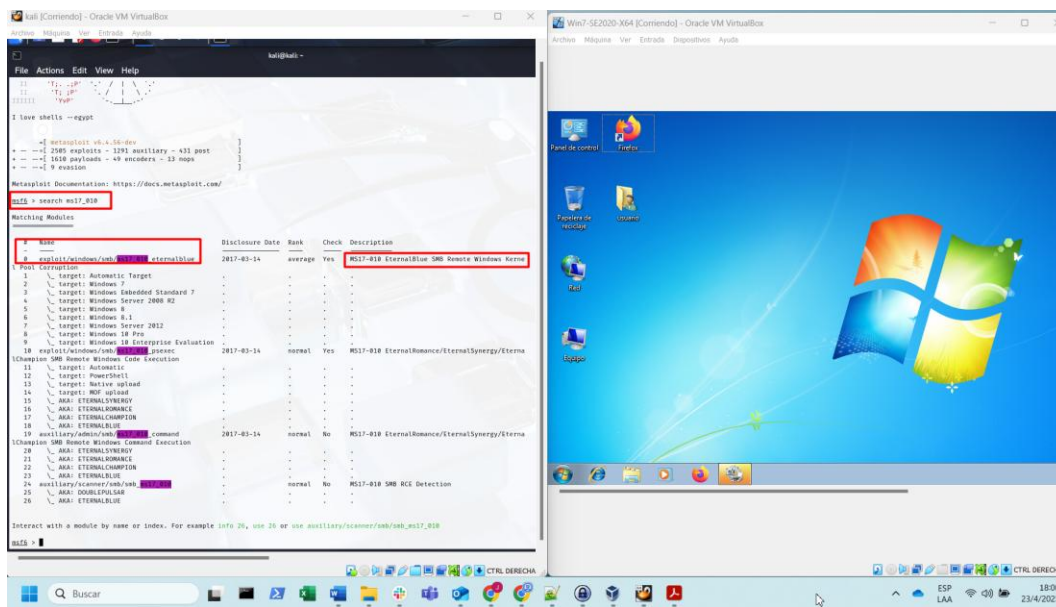 kali [Corriendo] - Oracle VM VirtualBox
Archivo Máquina Ver Entrada Ayuda
kali@kali: ~
File Actions Edit View Help
I love shells --egypt
=[ metasploit v6.4.56-dev ]
+ -- --=[ 2505 exploits - 1291 auxiliary - 431 post ]
+ -- --=[ 1610 payloads - 49 encoders - 13 nops ]
+ -- --=[ 9 evasion ]
Metasploit Documentation: https://docs.metasploit.com/
msf6 > search ms17_010
Matching Modules
# Name Disclosure Date Rank Check Description
0 exploit/windows/smb/ms17_010_eternalblue 2017-03-14 average Yes MS17-010 EternalBlue SMB Remote Windows Kerne
l Pool Corruption
1 \_ target: Automatic Target . . . .
2 \_ target: Windows 7 . . . .
3 \_ target: Windows Embedded Standard 7 . . . .
4 \_ target: Windows Server 2008 R2 . . . .
5 \_ target: Windows 8 . . . .
6 \_ target: Windows 8.1 . . . .
7 \_ target: Windows Server 2012 . . . .
8 \_ target: Windows 10 Pro . . . .
9 \_ target: Windows 10 Enterprise Evaluation . . . .
10 exploit/windows/smb/ms17_010_psexec 2017-03-14 normal Yes MS17-010 EternalRomance/EternalSynergy/Eterna
lChampion SMB Remote Windows Code Execution
11 \_ target: Automatic . . . .
12 \_ target: PowerShell . . . .
13 \_ target: Native upload . . . .
14 \_ target: MOF upload . . . .
15 \_ AKA: ETERNALSYNERGY . . . .
16 \_ AKA: ETERNALROMANCE . . . .
17 \_ AKA: ETERNALCHAMPION . . . .
18 \_ AKA: ETERNALBLUE . . . .
19 auxiliary/admin/smb/ms17_010_command 2017-03-14 normal No MS17-010 EternalRomance/EternalSynergy/Eterna
lChampion SMB Remote Windows Command Execution
20 \_ AKA: ETERNALSYNERGY . . . .
21 \_ AKA: ETERNALROMANCE . . . .
22 \_ AKA: ETERNALCHAMPION . . . .
23 \_ AKA: ETERNALBLUE . . . .
24 auxiliary/scanner/smb/smb_ms17_010 . normal No MS17-010 SMB RCE Detection
25 \_ AKA: DOUBLEPULSAR . . . .
26 \_ AKA: ETERNALBLUE . . . .
Interact with a module by name or index. For example info 26, use 26 or use auxiliary/scanner/smb/smb_ms17_010
msf6 >
CTRL DERECHA
Win7-SE2020-X64 [Corriendo] - Oracle VM VirtualBox
Archivo Máquina Ver Entrada Dispositivos Ayuda
Panel de control
Firefox
Papelera de
reciclaje
usuario
Red
Equipo
CTRL DEREC
Buscar
ESP
LAA
18:0
23/4/202